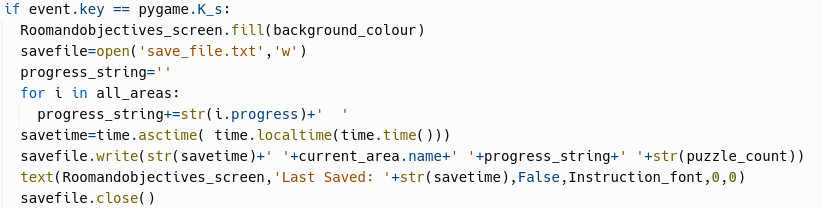 if event.key == pygame.K_s:
  Roomandobjectives_screen.fill(background_colour)
  savefile=open('save_file.txt','w')
  progress_string=''
  for i in all_areas:
    progress_string+=str(i.progress)+'  '
  savetime=time.asctime( time.localtime(time.time()))
  savefile.write(str(savetime)+' '+current_area.name+' '+progress_string+' '+str(puzzle_count))
  text(Roomandobjectives_screen,'Last Saved: '+str(savetime),False,Instruction_font,0,0)
  savefile.close()